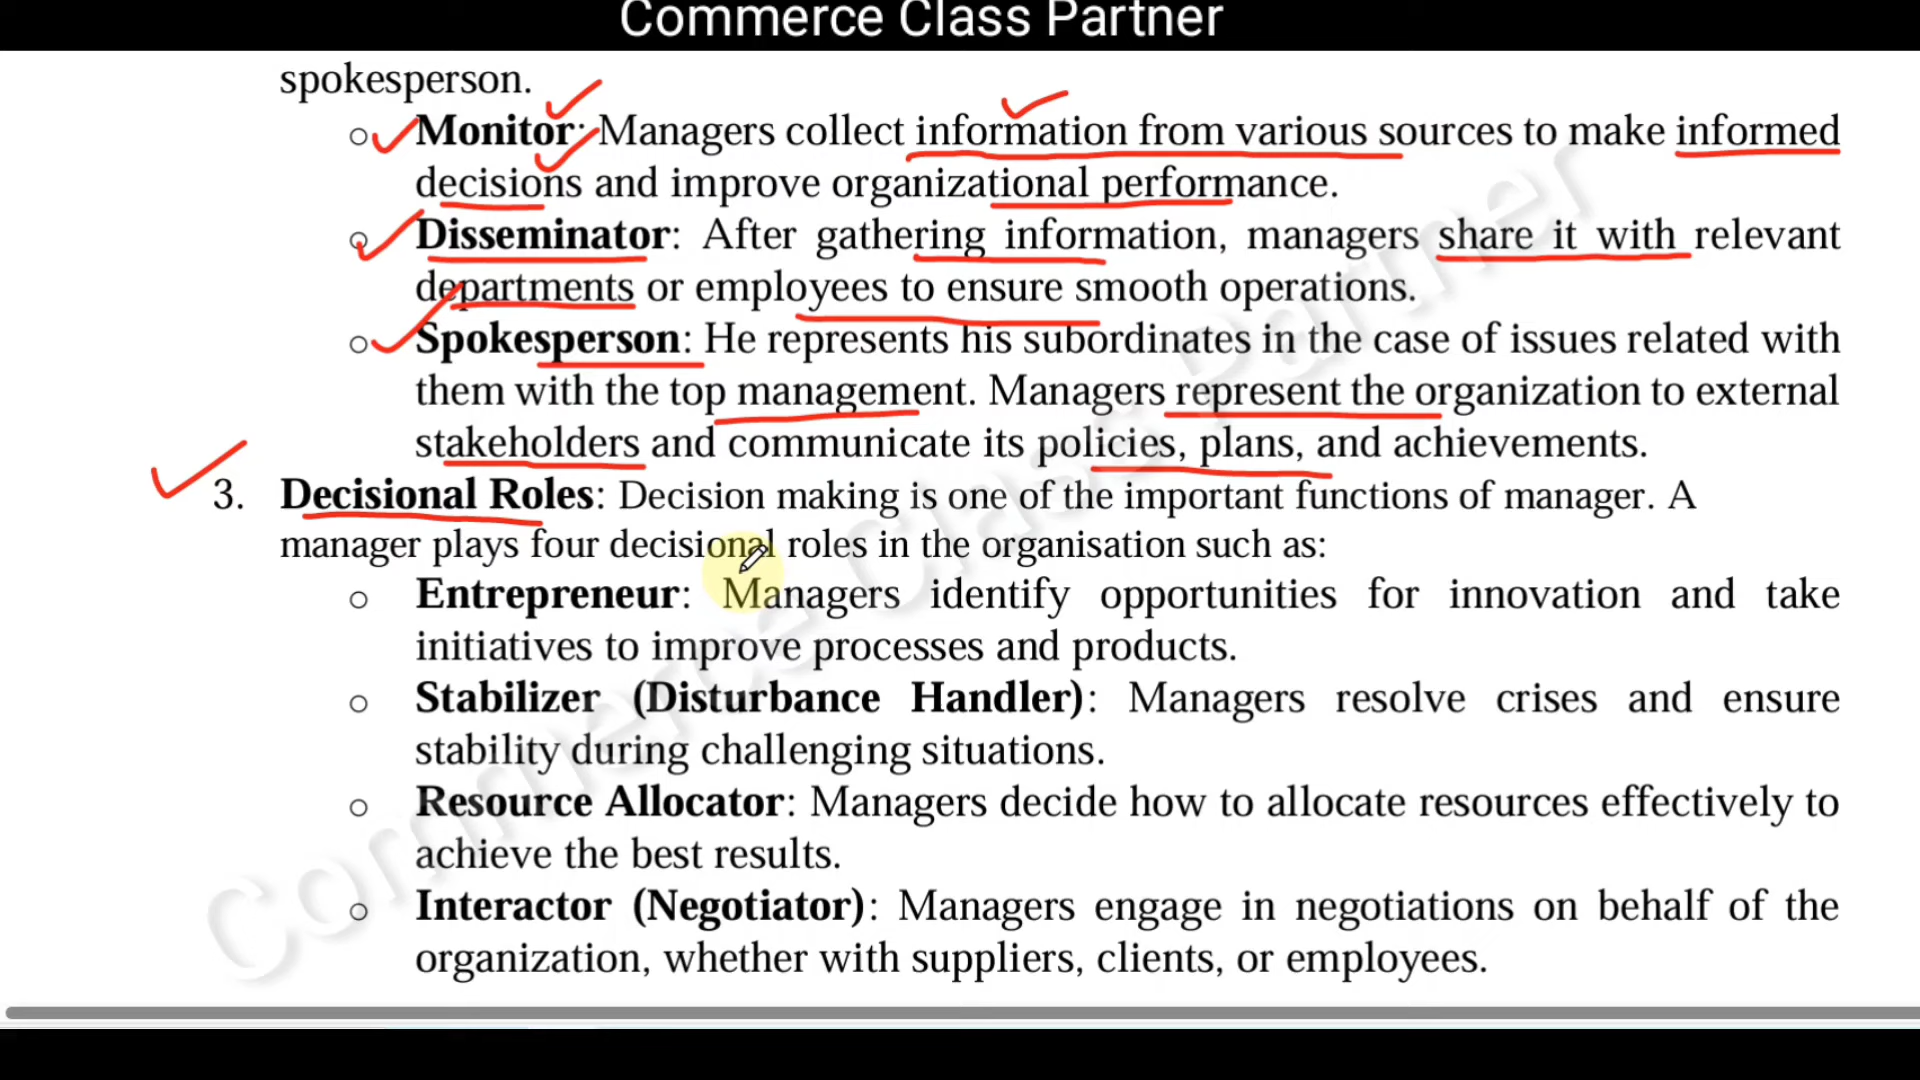 Commerce Class Partner
spokesperson.
○ Monitor: Managers collect information from various sources to make informed
decisions and improve organizational performance.
○ Disseminator: After gathering information, managers share it with relevant
departments or employees to ensure smooth operations.
○ Spokesperson: He represents his subordinates in the case of issues related with
them with the top management. Managers represent the organization to external
stakeholders and communicate its policies, plans, and achievements.
3. Decisional Roles: Decision making is one of the important functions of manager. A
manager plays four decisional roles in the organisation such as:
○ Entrepreneur: Managers identify opportunities for innovation and take
initiatives to improve processes and products.
○ Stabilizer (Disturbance Handler): Managers resolve crises and ensure
stability during challenging situations.
○ Resource Allocator: Managers decide how to allocate resources effectively to
achieve the best results.
○ Interactor (Negotiator): Managers engage in negotiations on behalf of the
organization, whether with suppliers, clients, or employees.
Commerce Class Partner